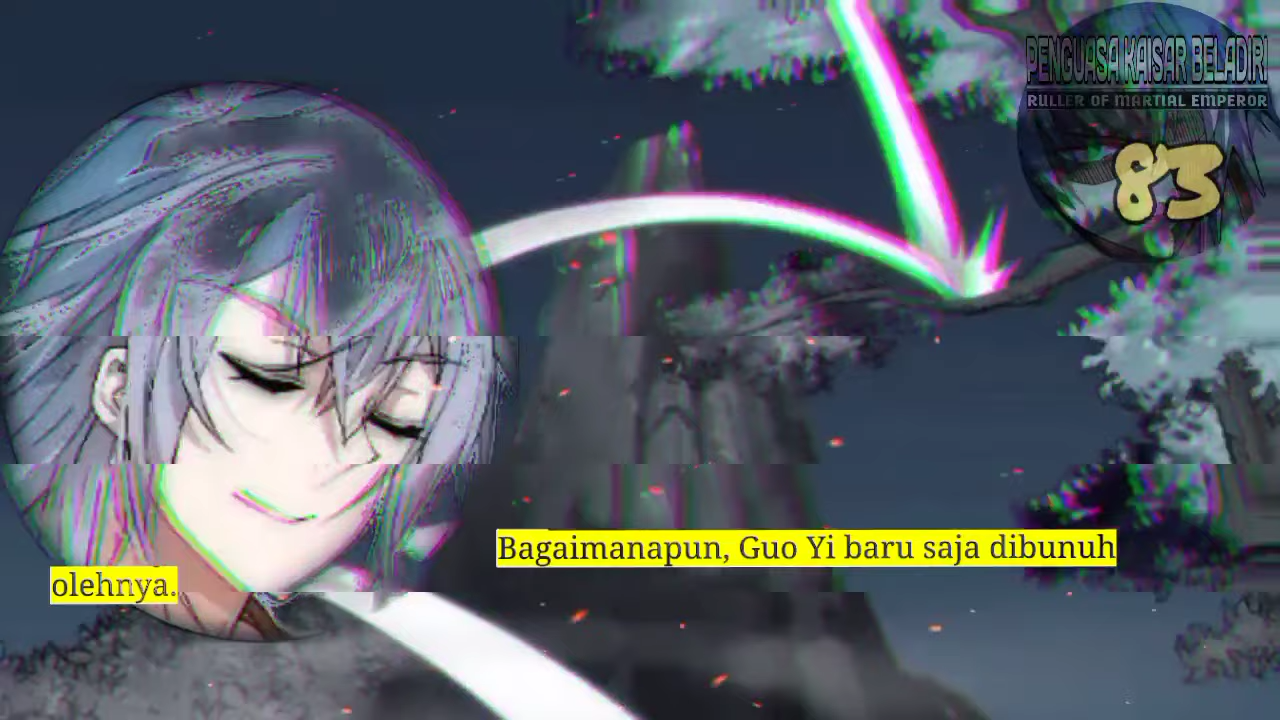 PENGUASA KAISAR BELADIRI
RULLER OF MARTIAL EMPEROR
83
Bagaimanapun, Guo Yi baru saja dibunuh
olehnya.